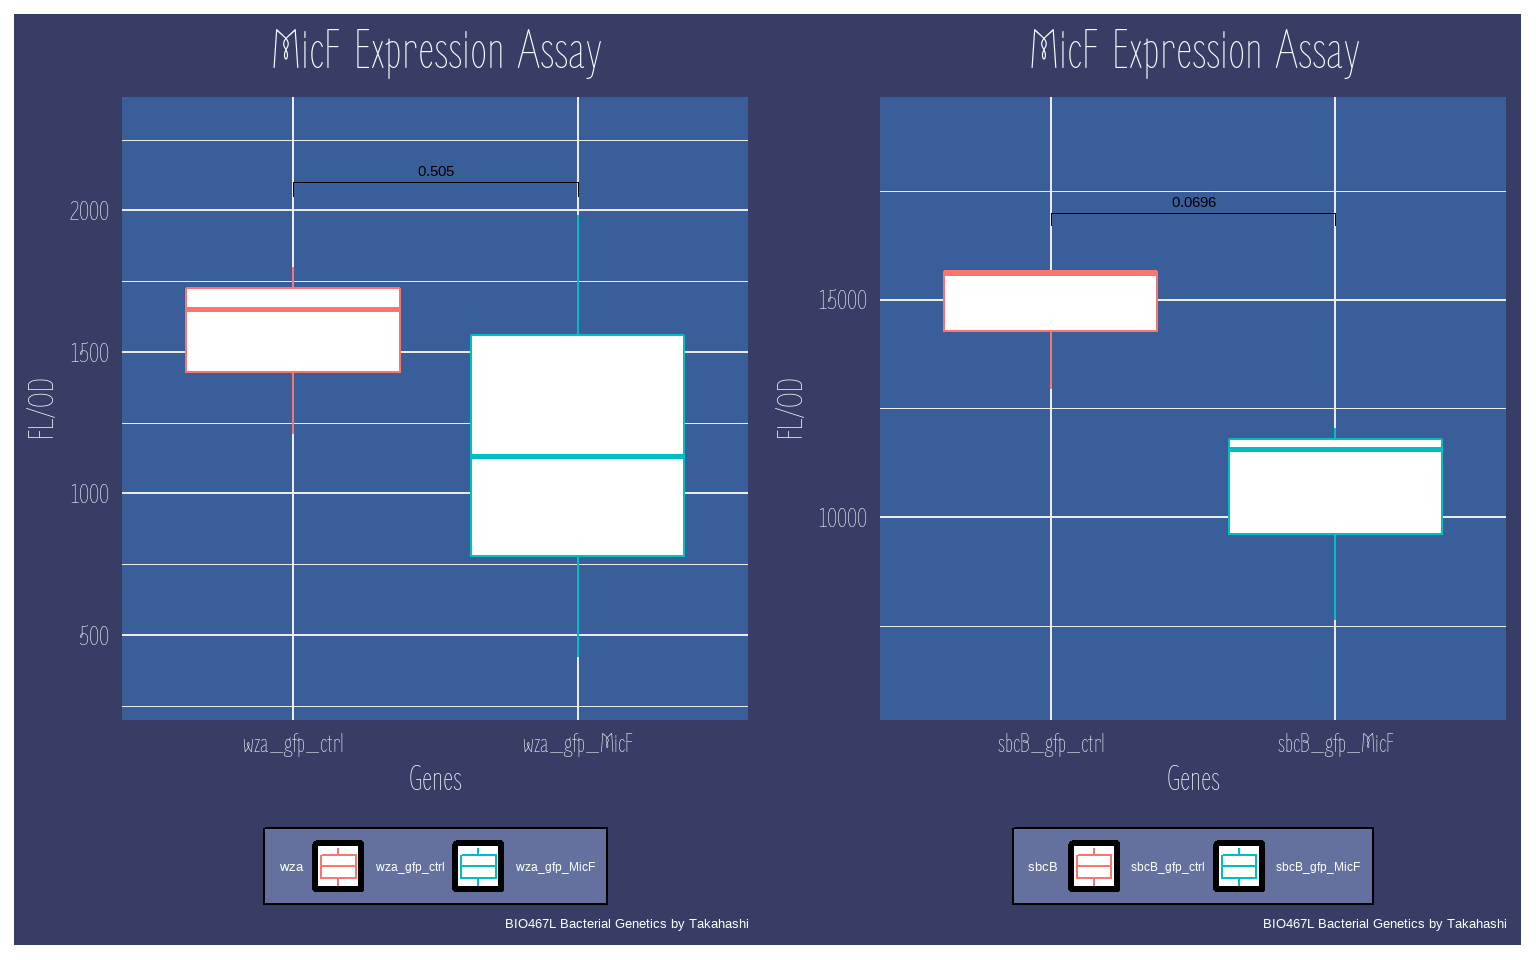 MicF Expression Assay
0.505
2000
1500
1000
500
FL/OD
wza_gfp_ctrl
wza_gfp_MicF
Genes
wza
wza_gfp_ctrl
wza_gfp_MicF
BIO467L Bacterial Genetics by Takahashi
MicF Expression Assay
0.0696
15000
10000
FL/OD
sbcB_gfp_ctrl
sbcB_gfp_MicF
Genes
sbcB
sbcB_gfp_ctrl
sbcB_gfp_MicF
BIO467L Bacterial Genetics by Takahashi